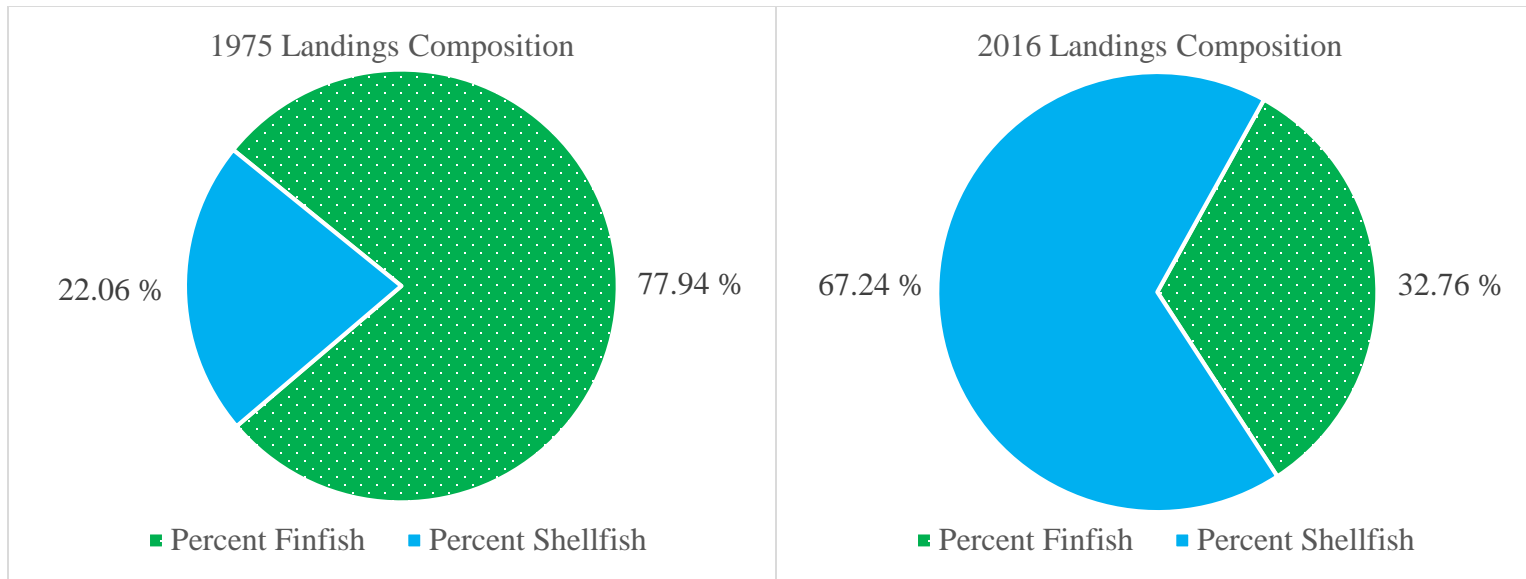 1975 Landings Composition
22.06 %
77.94 %
Percent Finfish
Percent Shellfish
2016 Landings Composition
67.24 %
32.76 %
Percent Finfish
Percent Shellfish